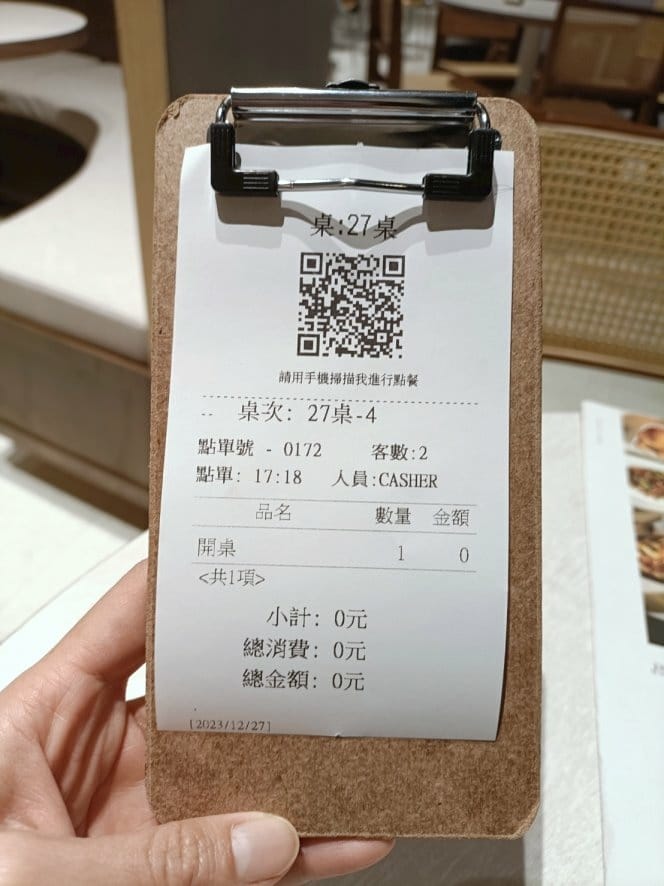 桌:27桌
請用手機掃描我進行點餐
-- 桌次: 27桌-4
點單號 - 0172 客數:2
點單: 17:18 人員:CASHER
品名 數量 金額
開桌 1 0
<共1項>
小計: 0元
總消費: 0元
總金額: 0元
[2023/12/27]